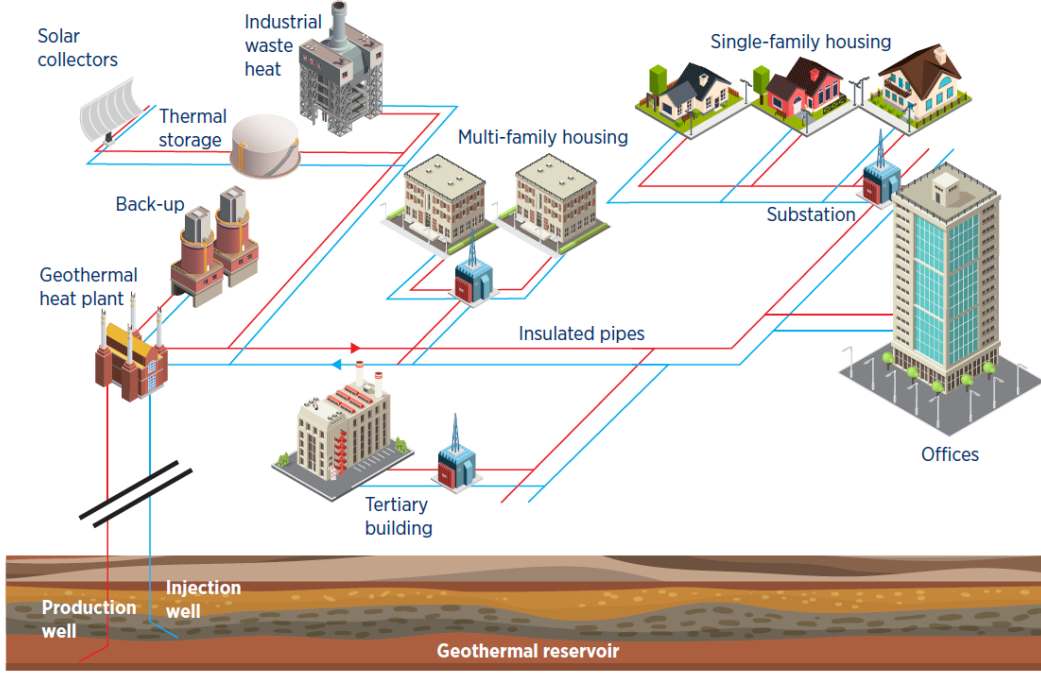 Solar
collectors
Industrial
waste
heat
Single-family housing
Thermal
storage
Multi-family housing
Back-up
Substation
Geothermal
heat plant
Insulated pipes
Offices
Tertiary
building
Injection
well
Production
well
Geothermal reservoir